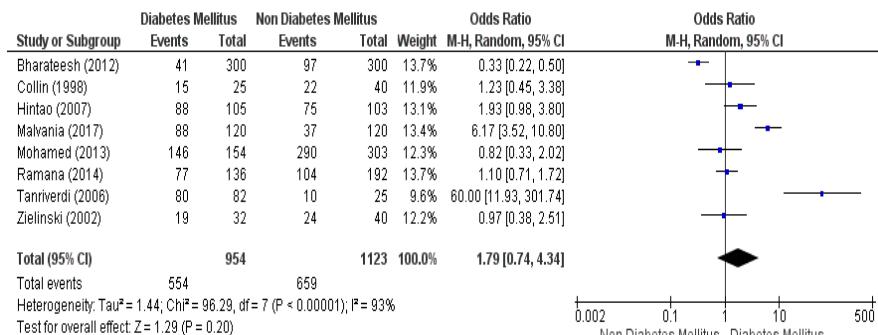 Diabetes Mellitus Non Diabetes Mellitus Odds Ratio Odds Ratio
Study or Subgroup Events Total Events Total Weight M-H, Random, 95% CI M-H, Random, 95% CI
Bharateesh (2012) 41 300 97 300 13.7% 0.33 [0.22, 0.50]
Collin (1998) 15 25 22 40 11.9% 1.23 [0.45, 3.38]
Hintao (2007) 88 105 75 103 13.1% 1.93 [0.98, 3.80]
Malvania (2017) 88 120 37 120 13.4% 6.17 [3.52, 10.80]
Mohamed (2013) 146 154 290 303 12.3% 0.82 [0.33, 2.02]
Ramana (2014) 77 136 104 192 13.7% 1.10 [0.71, 1.72]
Tanriverdi (2006) 80 82 10 25 9.6% 60.00 [11.93, 301.74]
Zielinski (2002) 19 32 24 40 12.2% 0.97 [0.38, 2.51]
Total (95% CI) 954 1123 100.0% 1.79 [0.74, 4.34]
Total events 554 659
Heterogeneity: Tau² = 1.44; Chi² = 96.29, df = 7 (P < 0.00001); I² = 93%
Test for overall effect: Z = 1.29 (P = 0.20)
0.002 0.1 1 10 500
Non Diabetes Mellitus Diabetes Mellitus